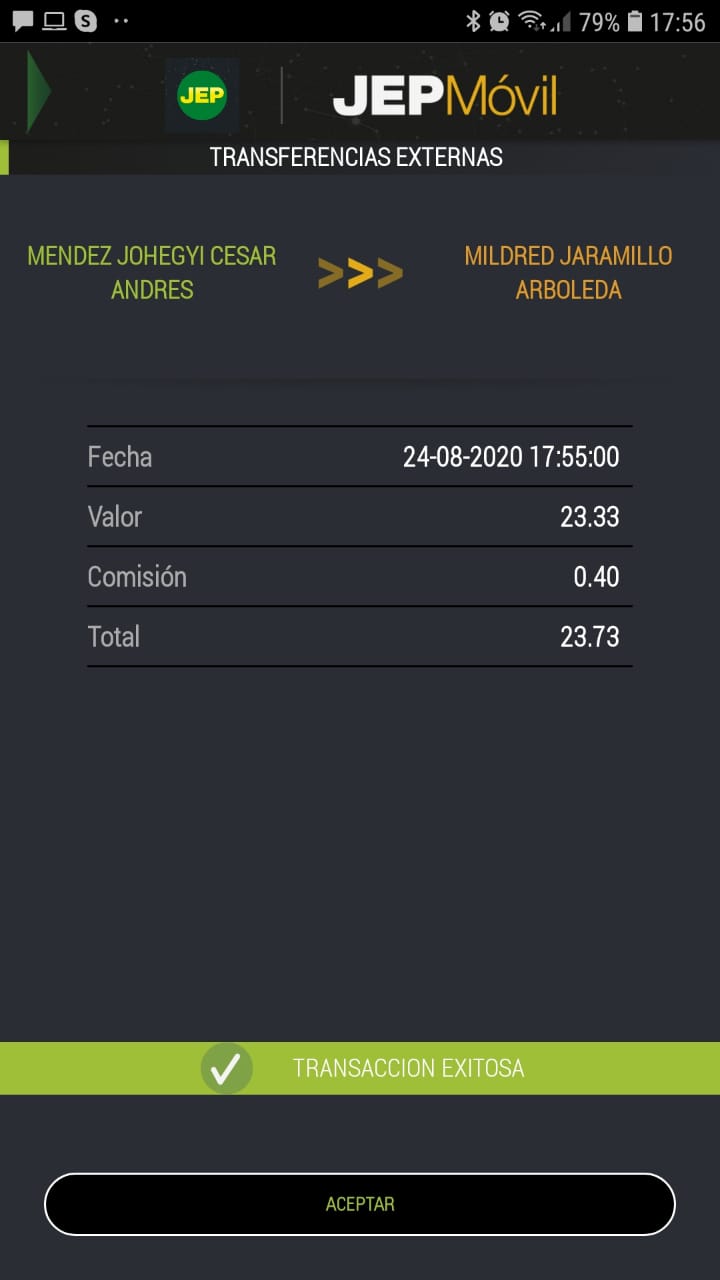 79% 17:56
JEP JEPMóvil
TRANSFERENCIAS EXTERNAS
MENDEZ JOHEGYI CESAR
ANDRES
>>>
MILDRED JARAMILLO
ARBOLEDA
Fecha 24-08-2020 17:55:00
Valor 23.33
Comisión 0.40
Total 23.73
TRANSACCION EXITOSA
ACEPTAR